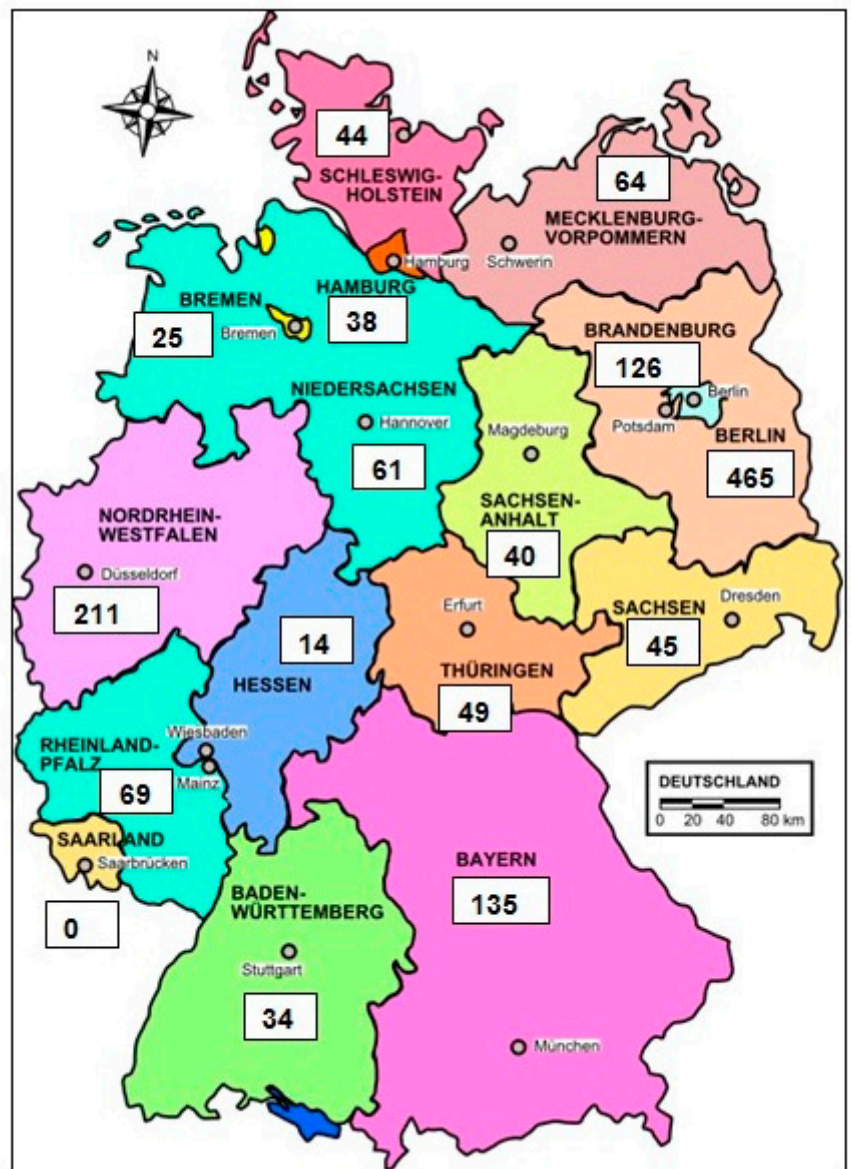 N
44
SCHLESWIG-
HOLSTEIN
64
MECKLENBURG-
VORPOMMERN
Hamburg
Schwerin
HAMBURG
38
BREMEN
25
Bremen
BRANDENBURG
126
Berlin
Potsdam
BERLIN
465
NIEDERSACHSEN
Hannover
61
Magdeburg
SACHSEN-
ANHALT
40
NORDRHEIN-
WESTFALEN
Düsseldorf
211
14
HESSEN
Wiesbaden
Erfurt
THÜRINGEN
49
SACHSEN
Dresden
45
RHEINLAND-
PFALZ
Mainz
69
SAARLAND
Saarbrücken
0
DEUTSCHLAND
0 20 40 80 km
BADEN-
WÜRTTEMBERG
Stuttgart
34
BAYERN
135
München